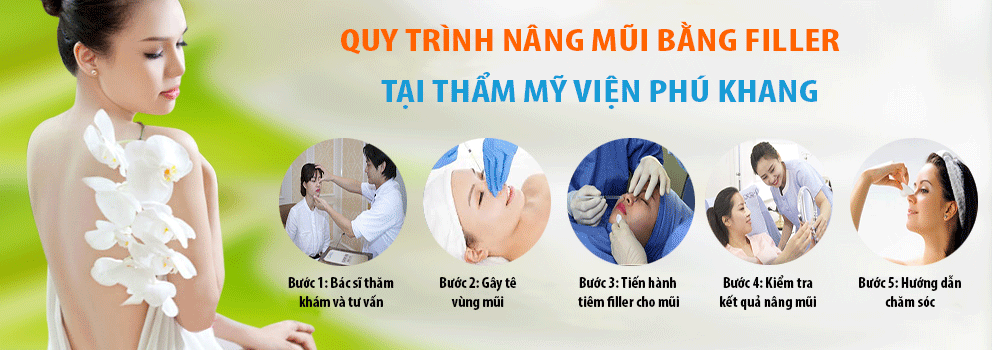 QUY TRÌNH NÂNG MŨI BẰNG FILLER
TẠI THẨM MỸ VIỆN PHÚ KHANG
Bước 1: Bác sĩ thăm
khám và tư vấn
Bước 2: Gây tê
vùng mũi
Bước 3: Tiến hành
tiêm filler cho mũi
Bước 4: Kiểm tra
kết quả nâng mũi
Bước 5: Hướng dẫn
chăm sóc